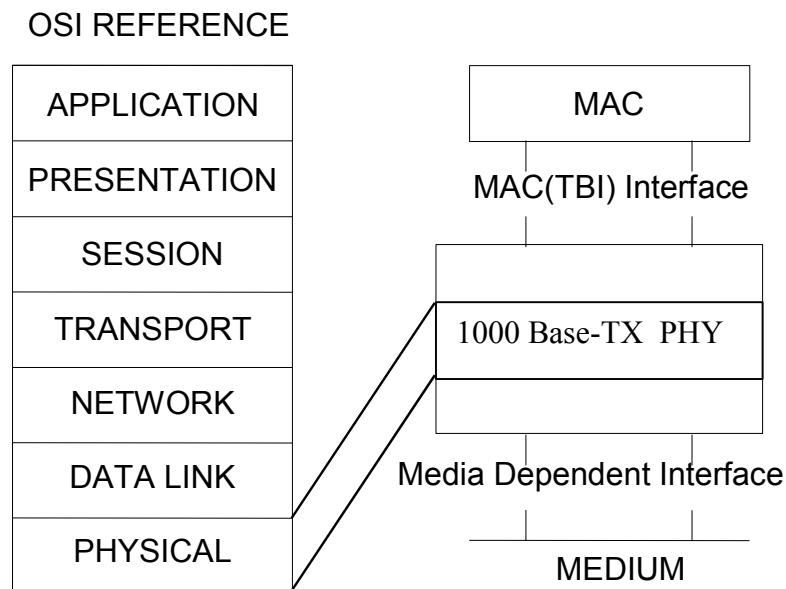 OSI REFERENCE
APPLICATION
PRESENTATION
SESSION
TRANSPORT
NETWORK
DATA LINK
PHYSICAL
MAC
MAC(TBI) Interface
1000 Base-TX PHY
Media Dependent Interface
MEDIUM